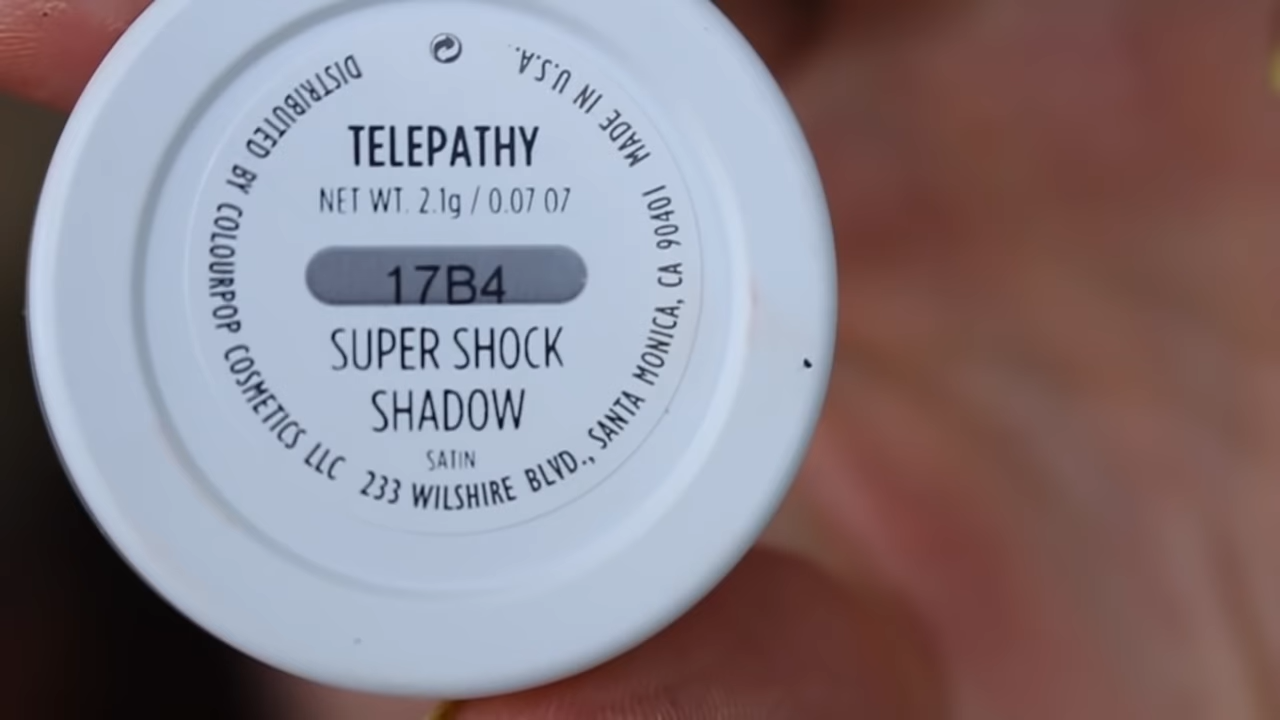 TELEPATHY
NET WT. 2.1g / 0.07 07
17B4
SUPER SHOCK
SHADOW
SATIN
DISTRIBUTED BY COLOURPOP COSMETICS LLC 233 WILSHIRE BLVD., SANTA MONICA, CA 90401 MADE IN U.S.A.